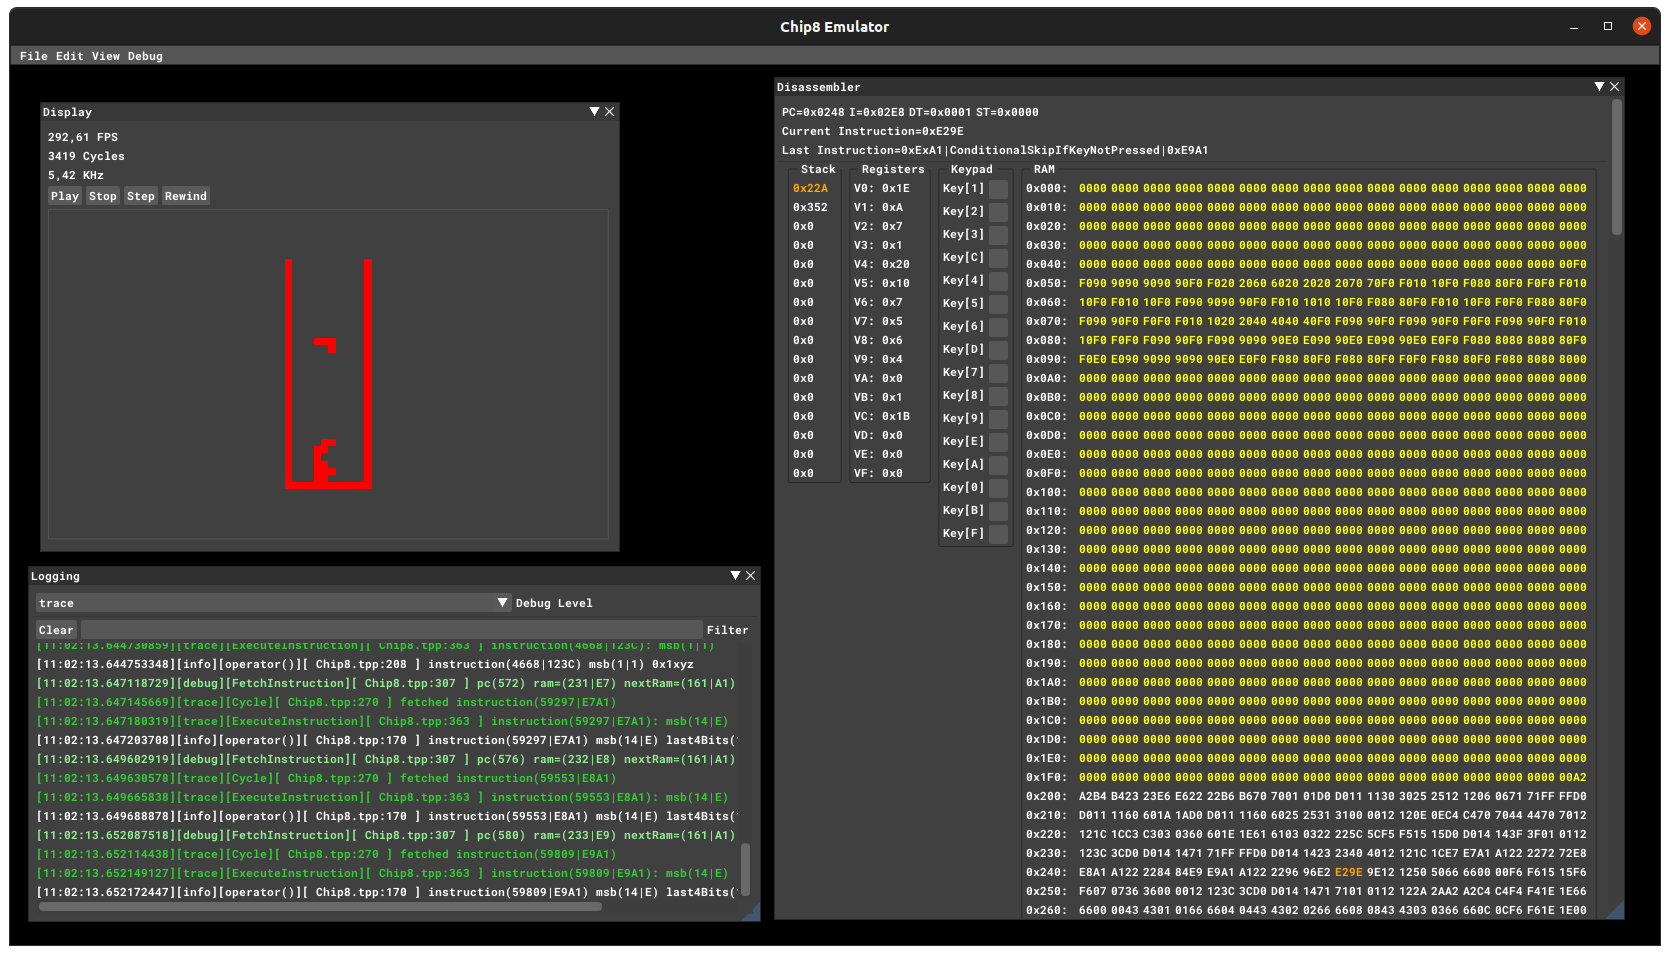 Chip8 Emulator
File Edit View Debug
Display
292,61 FPS
3419 Cycles
5,42 KHz
Play Stop Step Rewind
Logging
trace Debug Level
Clear Filter
[11:02:13.644730859][trace][ExecuteInstruction][ Chip8.tpp:363 ] instruction(4668|123C): msb(1|1)
[11:02:13.644753348][info][operator()][ Chip8.tpp:208 ] instruction(4668|123C) msb(1|1) 0x1xyz
[11:02:13.647118729][debug][FetchInstruction][ Chip8.tpp:307 ] pc(572) ram=(231|E7) nextRam=(161|A1)
[11:02:13.647145669][trace][Cycle][ Chip8.tpp:270 ] fetched instruction(59297|E7A1)
[11:02:13.647180319][trace][ExecuteInstruction][ Chip8.tpp:363 ] instruction(59297|E7A1): msb(14|E)
[11:02:13.647203708][info][operator()][ Chip8.tpp:170 ] instruction(59297|E7A1) msb(14|E) last4Bits(
[11:02:13.649602919][debug][FetchInstruction][ Chip8.tpp:307 ] pc(576) ram=(232|E8) nextRam=(161|A1)
[11:02:13.649630578][trace][Cycle][ Chip8.tpp:270 ] fetched instruction(59553|E8A1)
[11:02:13.649665838][trace][ExecuteInstruction][ Chip8.tpp:363 ] instruction(59553|E8A1): msb(14|E)
[11:02:13.649688878][info][operator()][ Chip8.tpp:170 ] instruction(59553|E8A1) msb(14|E) last4Bits(
[11:02:13.652087518][debug][FetchInstruction][ Chip8.tpp:307 ] pc(580) ram=(233|E9) nextRam=(161|A1)
[11:02:13.652114438][trace][Cycle][ Chip8.tpp:270 ] fetched instruction(59809|E9A1)
[11:02:13.652149127][trace][ExecuteInstruction][ Chip8.tpp:363 ] instruction(59809|E9A1): msb(14|E)
[11:02:13.652172447][info][operator()][ Chip8.tpp:170 ] instruction(59809|E9A1) msb(14|E) last4Bits(
Disassembler
PC=0x0248 I=0x02E8 DT=0x0001 ST=0x0000
Current Instruction=0xE29E
Last Instruction=0xExA1|ConditionalSkipIfKeyNotPressed|0xE9A1
Stack
0x22A
0x352
0x0
0x0
0x0
0x0
0x0
0x0
0x0
0x0
0x0
0x0
0x0
0x0
0x0
0x0
Registers
V0: 0x1E
V1: 0xA
V2: 0x7
V3: 0x1
V4: 0x20
V5: 0x10
V6: 0x7
V7: 0x5
V8: 0x6
V9: 0x4
VA: 0x0
VB: 0x1
VC: 0x1B
VD: 0x0
VE: 0x0
VF: 0x0
Keypad
Key[1]
Key[2]
Key[3]
Key[C]
Key[4]
Key[5]
Key[6]
Key[D]
Key[7]
Key[8]
Key[9]
Key[E]
Key[A]
Key[0]
Key[B]
Key[F]
RAM
0x000: 0000 0000 0000 0000 0000 0000 0000 0000 0000 0000 0000 0000 0000 0000 0000 0000
0x010: 0000 0000 0000 0000 0000 0000 0000 0000 0000 0000 0000 0000 0000 0000 0000 0000
0x020: 0000 0000 0000 0000 0000 0000 0000 0000 0000 0000 0000 0000 0000 0000 0000 0000
0x030: 0000 0000 0000 0000 0000 0000 0000 0000 0000 0000 0000 0000 0000 0000 0000 0000
0x040: 0000 0000 0000 0000 0000 0000 0000 0000 0000 0000 0000 0000 0000 0000 0000 00F0
0x050: F090 9090 9090 90F0 F020 2060 6020 2020 2070 70F0 F010 10F0 F080 80F0 F0F0 F010
0x060: 10F0 F010 10F0 F090 9090 90F0 F010 1010 10F0 F080 80F0 F010 10F0 F0F0 F080 80F0
0x070: F090 90F0 F0F0 F010 1020 2040 4040 40F0 F090 90F0 F090 90F0 F0F0 F090 90F0 F010
0x080: 10F0 F0F0 F090 90F0 F090 9090 90E0 E090 90E0 E090 90E0 E0F0 F080 8080 8080 80F0
0x090: F0E0 E090 9090 9090 90E0 E0F0 F080 80F0 F080 80F0 F0F0 F080 80F0 F080 8080 8000
0x0A0: 0000 0000 0000 0000 0000 0000 0000 0000 0000 0000 0000 0000 0000 0000 0000 0000
0x0B0: 0000 0000 0000 0000 0000 0000 0000 0000 0000 0000 0000 0000 0000 0000 0000 0000
0x0C0: 0000 0000 0000 0000 0000 0000 0000 0000 0000 0000 0000 0000 0000 0000 0000 0000
0x0D0: 0000 0000 0000 0000 0000 0000 0000 0000 0000 0000 0000 0000 0000 0000 0000 0000
0x0E0: 0000 0000 0000 0000 0000 0000 0000 0000 0000 0000 0000 0000 0000 0000 0000 0000
0x0F0: 0000 0000 0000 0000 0000 0000 0000 0000 0000 0000 0000 0000 0000 0000 0000 0000
0x100: 0000 0000 0000 0000 0000 0000 0000 0000 0000 0000 0000 0000 0000 0000 0000 0000
0x110: 0000 0000 0000 0000 0000 0000 0000 0000 0000 0000 0000 0000 0000 0000 0000 0000
0x120: 0000 0000 0000 0000 0000 0000 0000 0000 0000 0000 0000 0000 0000 0000 0000 0000
0x130: 0000 0000 0000 0000 0000 0000 0000 0000 0000 0000 0000 0000 0000 0000 0000 0000
0x140: 0000 0000 0000 0000 0000 0000 0000 0000 0000 0000 0000 0000 0000 0000 0000 0000
0x150: 0000 0000 0000 0000 0000 0000 0000 0000 0000 0000 0000 0000 0000 0000 0000 0000
0x160: 0000 0000 0000 0000 0000 0000 0000 0000 0000 0000 0000 0000 0000 0000 0000 0000
0x170: 0000 0000 0000 0000 0000 0000 0000 0000 0000 0000 0000 0000 0000 0000 0000 0000
0x180: 0000 0000 0000 0000 0000 0000 0000 0000 0000 0000 0000 0000 0000 0000 0000 0000
0x190: 0000 0000 0000 0000 0000 0000 0000 0000 0000 0000 0000 0000 0000 0000 0000 0000
0x1A0: 0000 0000 0000 0000 0000 0000 0000 0000 0000 0000 0000 0000 0000 0000 0000 0000
0x1B0: 0000 0000 0000 0000 0000 0000 0000 0000 0000 0000 0000 0000 0000 0000 0000 0000
0x1C0: 0000 0000 0000 0000 0000 0000 0000 0000 0000 0000 0000 0000 0000 0000 0000 0000
0x1D0: 0000 0000 0000 0000 0000 0000 0000 0000 0000 0000 0000 0000 0000 0000 0000 0000
0x1E0: 0000 0000 0000 0000 0000 0000 0000 0000 0000 0000 0000 0000 0000 0000 0000 0000
0x1F0: 0000 0000 0000 0000 0000 0000 0000 0000 0000 0000 0000 0000 0000 0000 0000 00A2
0x200: A2B4 B423 23E6 E622 22B6 B670 7001 01D0 D011 1130 3025 2512 1206 0671 71FF FFD0
0x210: D011 1160 601A 1AD0 D011 1160 6025 2531 3100 0012 120E 0EC4 C470 7044 4470 7012
0x220: 121C 1CC3 C303 0360 601E 1E61 6103 0322 225C 5CF5 F515 15D0 D014 143F 3F01 0112
0x230: 123C 3CD0 D014 1471 71FF FFD0 D014 1423 2340 4012 121C 1CE7 E7A1 A122 2272 72E8
0x240: E8A1 A122 2284 84E9 E9A1 A122 2296 96E2 E29E 9E12 1250 5066 6600 00F6 F615 15F6
0x250: F607 0736 3600 0012 123C 3CD0 D014 1471 7101 0112 122A 2AA2 A2C4 C4F4 F41E 1E66
0x260: 6600 0043 4301 0166 6604 0443 4302 0266 6608 0843 4303 0366 660C 0CF6 F61E 1E00